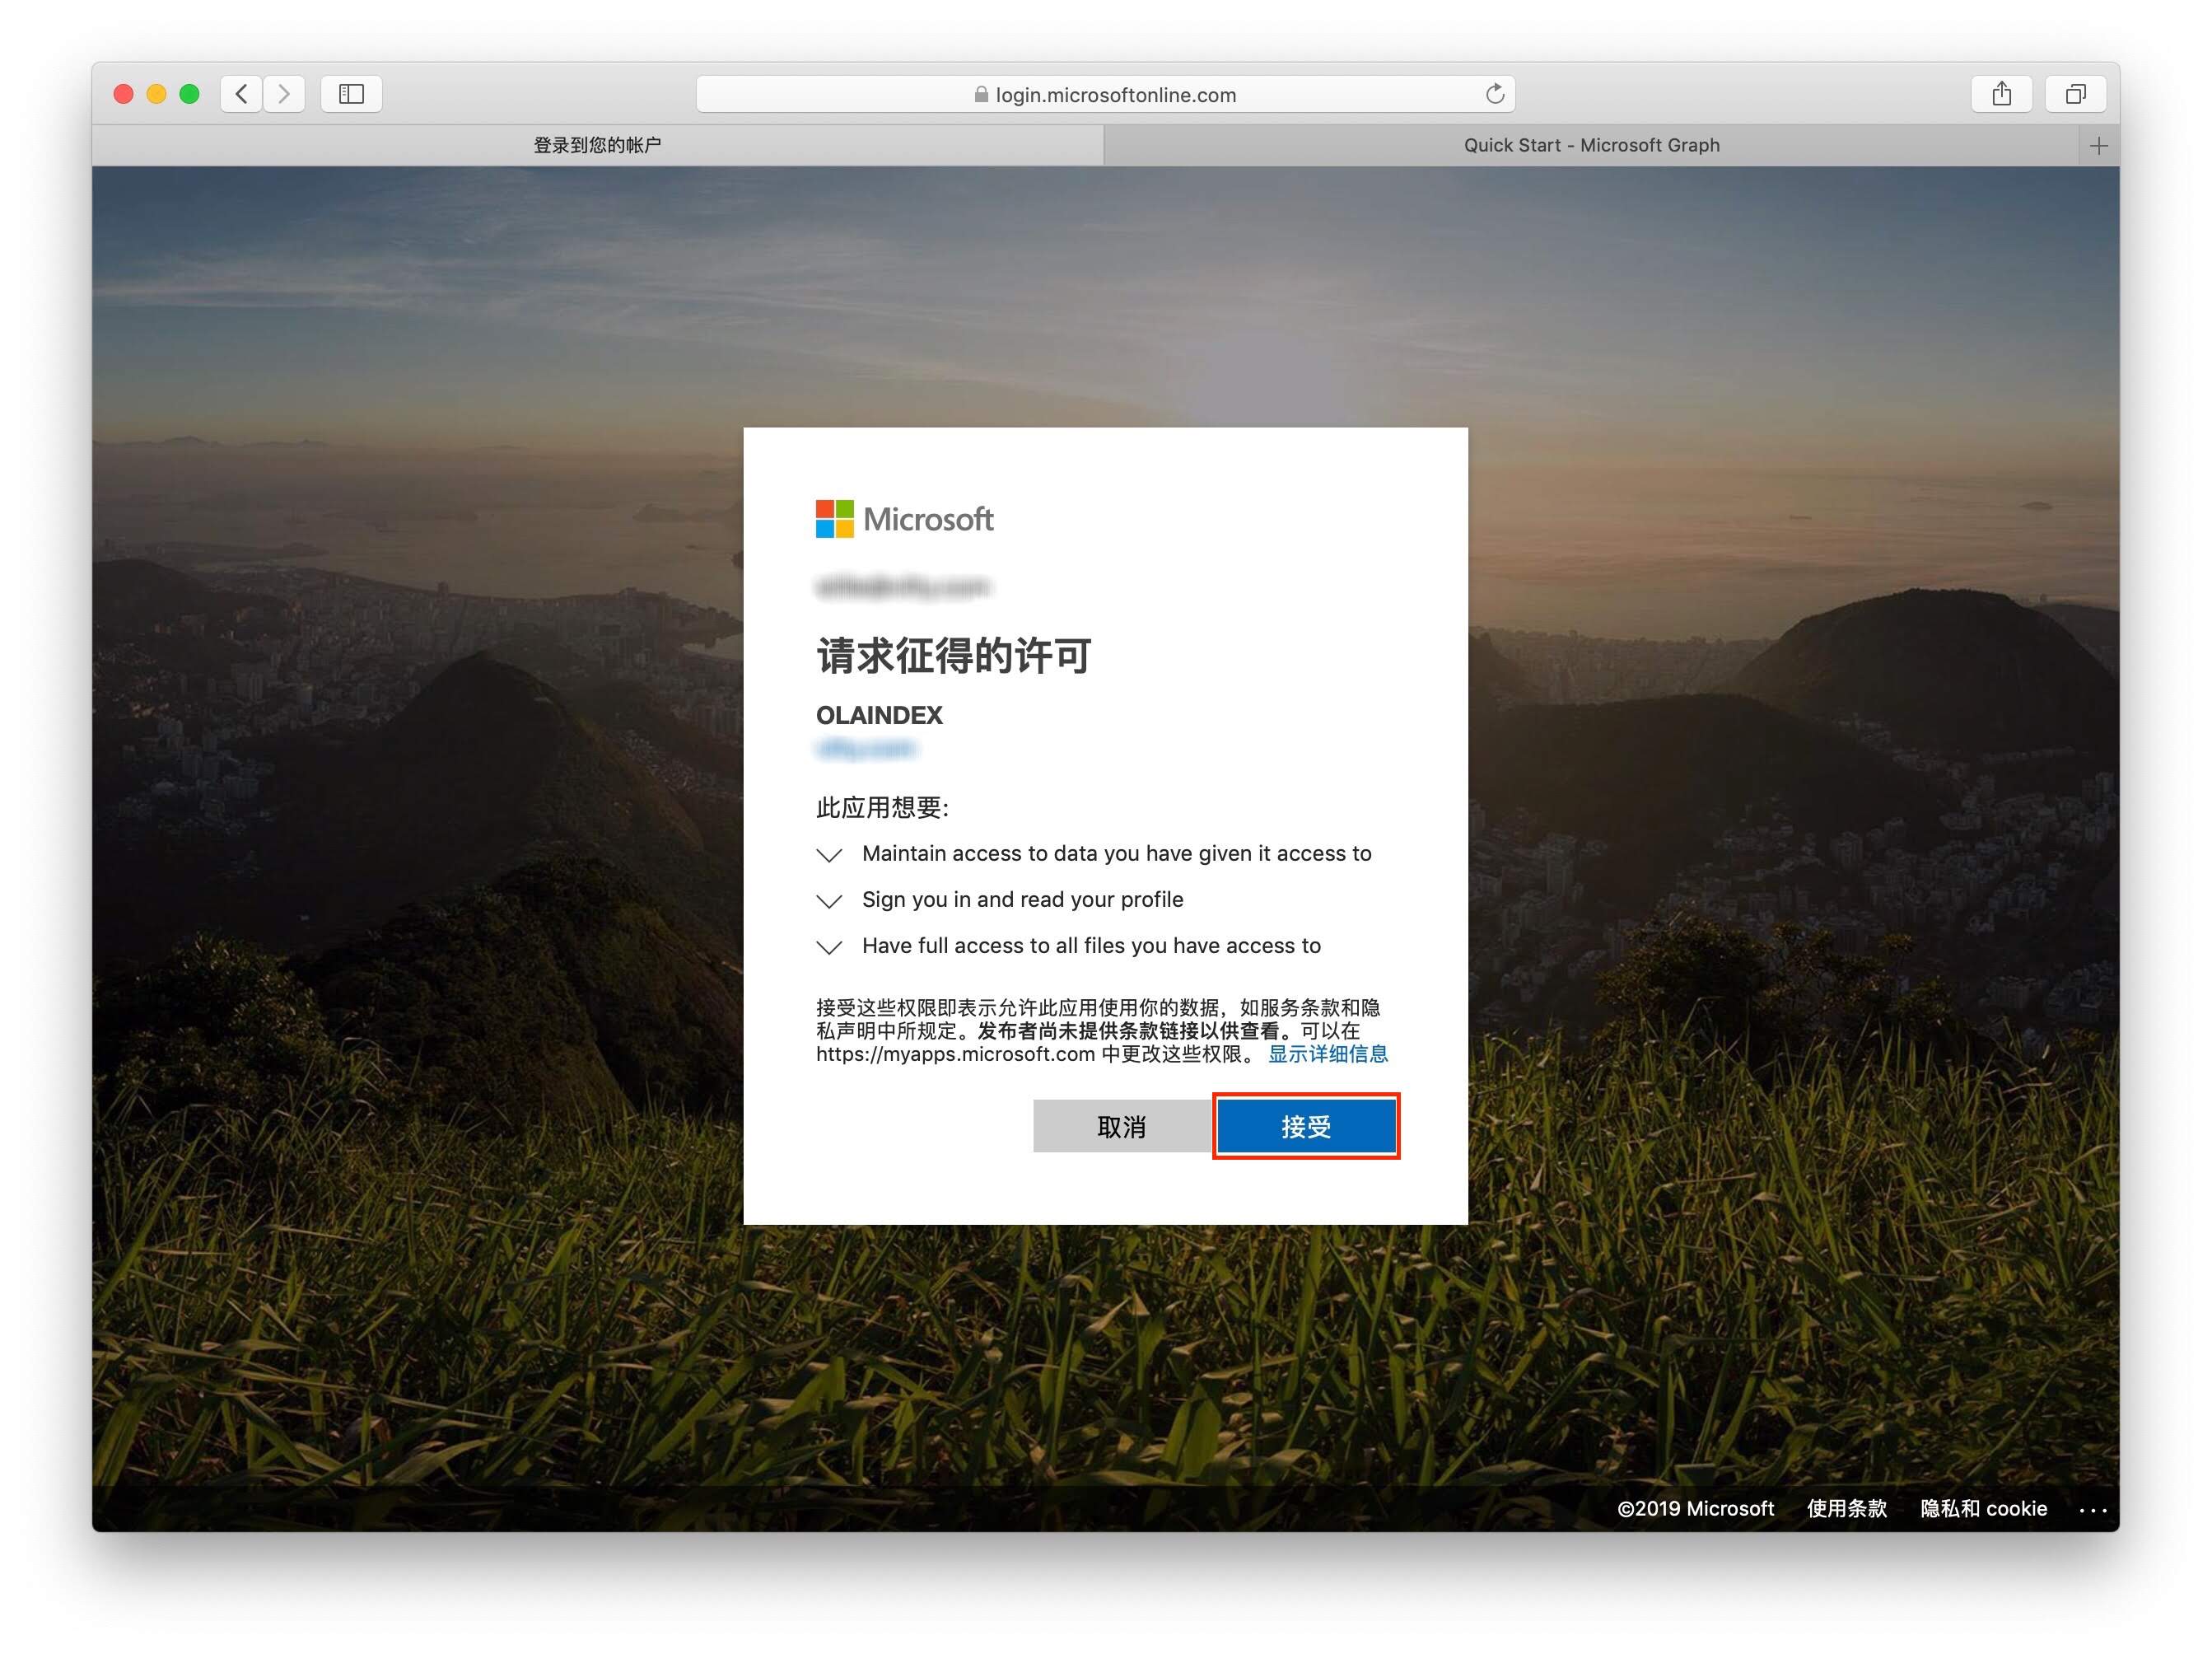 login.microsoftonline.com
登录到您的帐户
Quick Start - Microsoft Graph
Microsoft
请求征得的许可
OLAINDEX
此应用想要:
Maintain access to data you have given it access to
Sign you in and read your profile
Have full access to all files you have access to
接受这些权限即表示允许此应用使用你的数据，如服务条款和隐
私声明中所规定。发布者尚未提供条款链接以供查看。可以在
https://myapps.microsoft.com 中更改这些权限。 显示详细信息
取消
接受
©2019 Microsoft 使用条款 隐私和 cookie ...